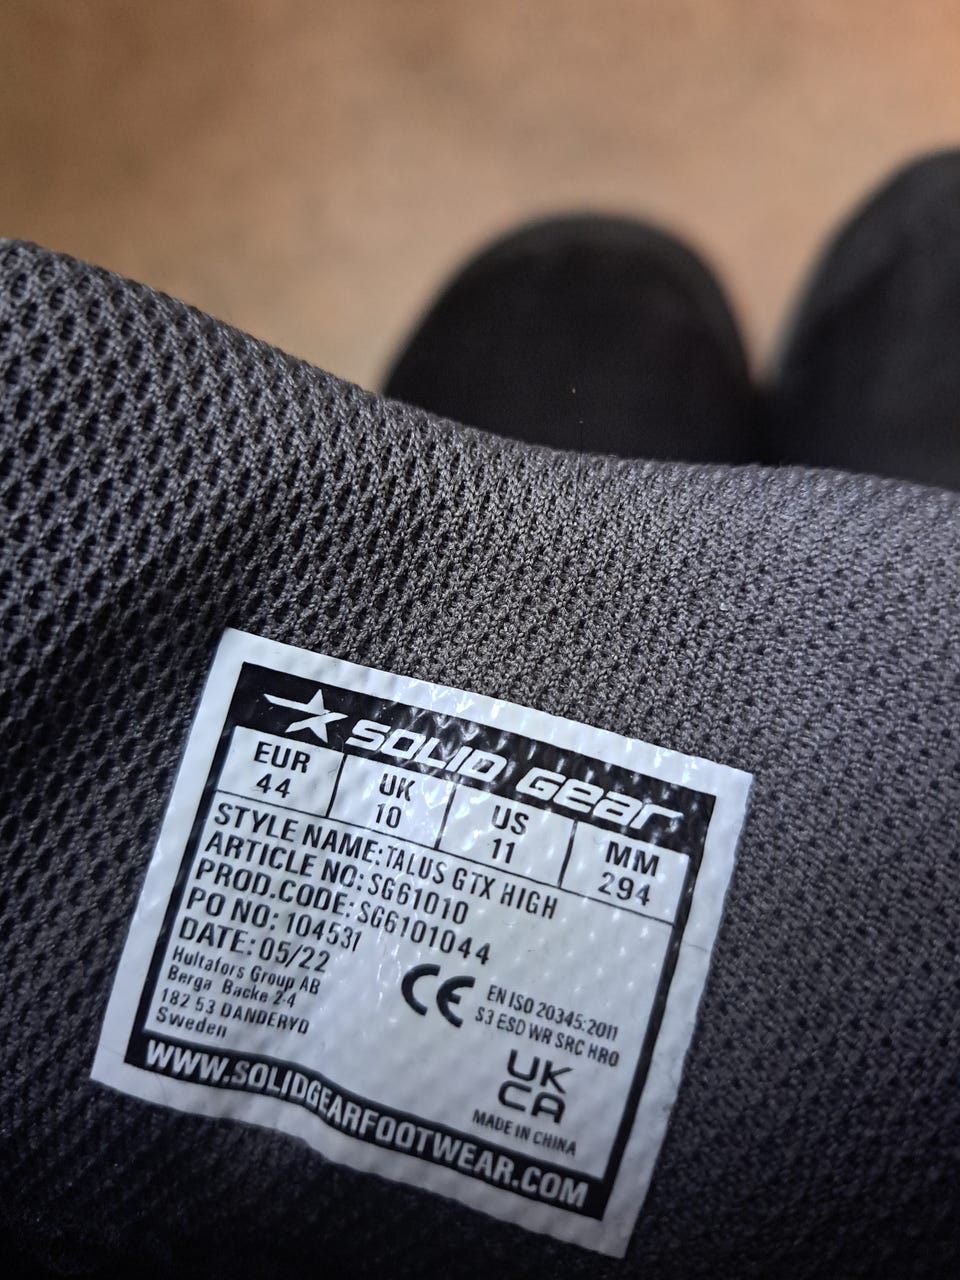 SOLID GEAR
EUR UK US MM
44 10 11 294
STYLE NAME: TALUS GTX HIGH
ARTICLE NO: SG61010
PROD.CODE: SG6101044
PO NO: 104531
DATE: 05/22
Hultafors Group AB
Berga Backe 2-4
182 53 DANDERYD
Sweden
CE
EN ISO 20345:2011
S3 ESD WR SRC HRO
UK
CA
MADE IN CHINA
WWW.SOLIDGEARFOOTWEAR.COM